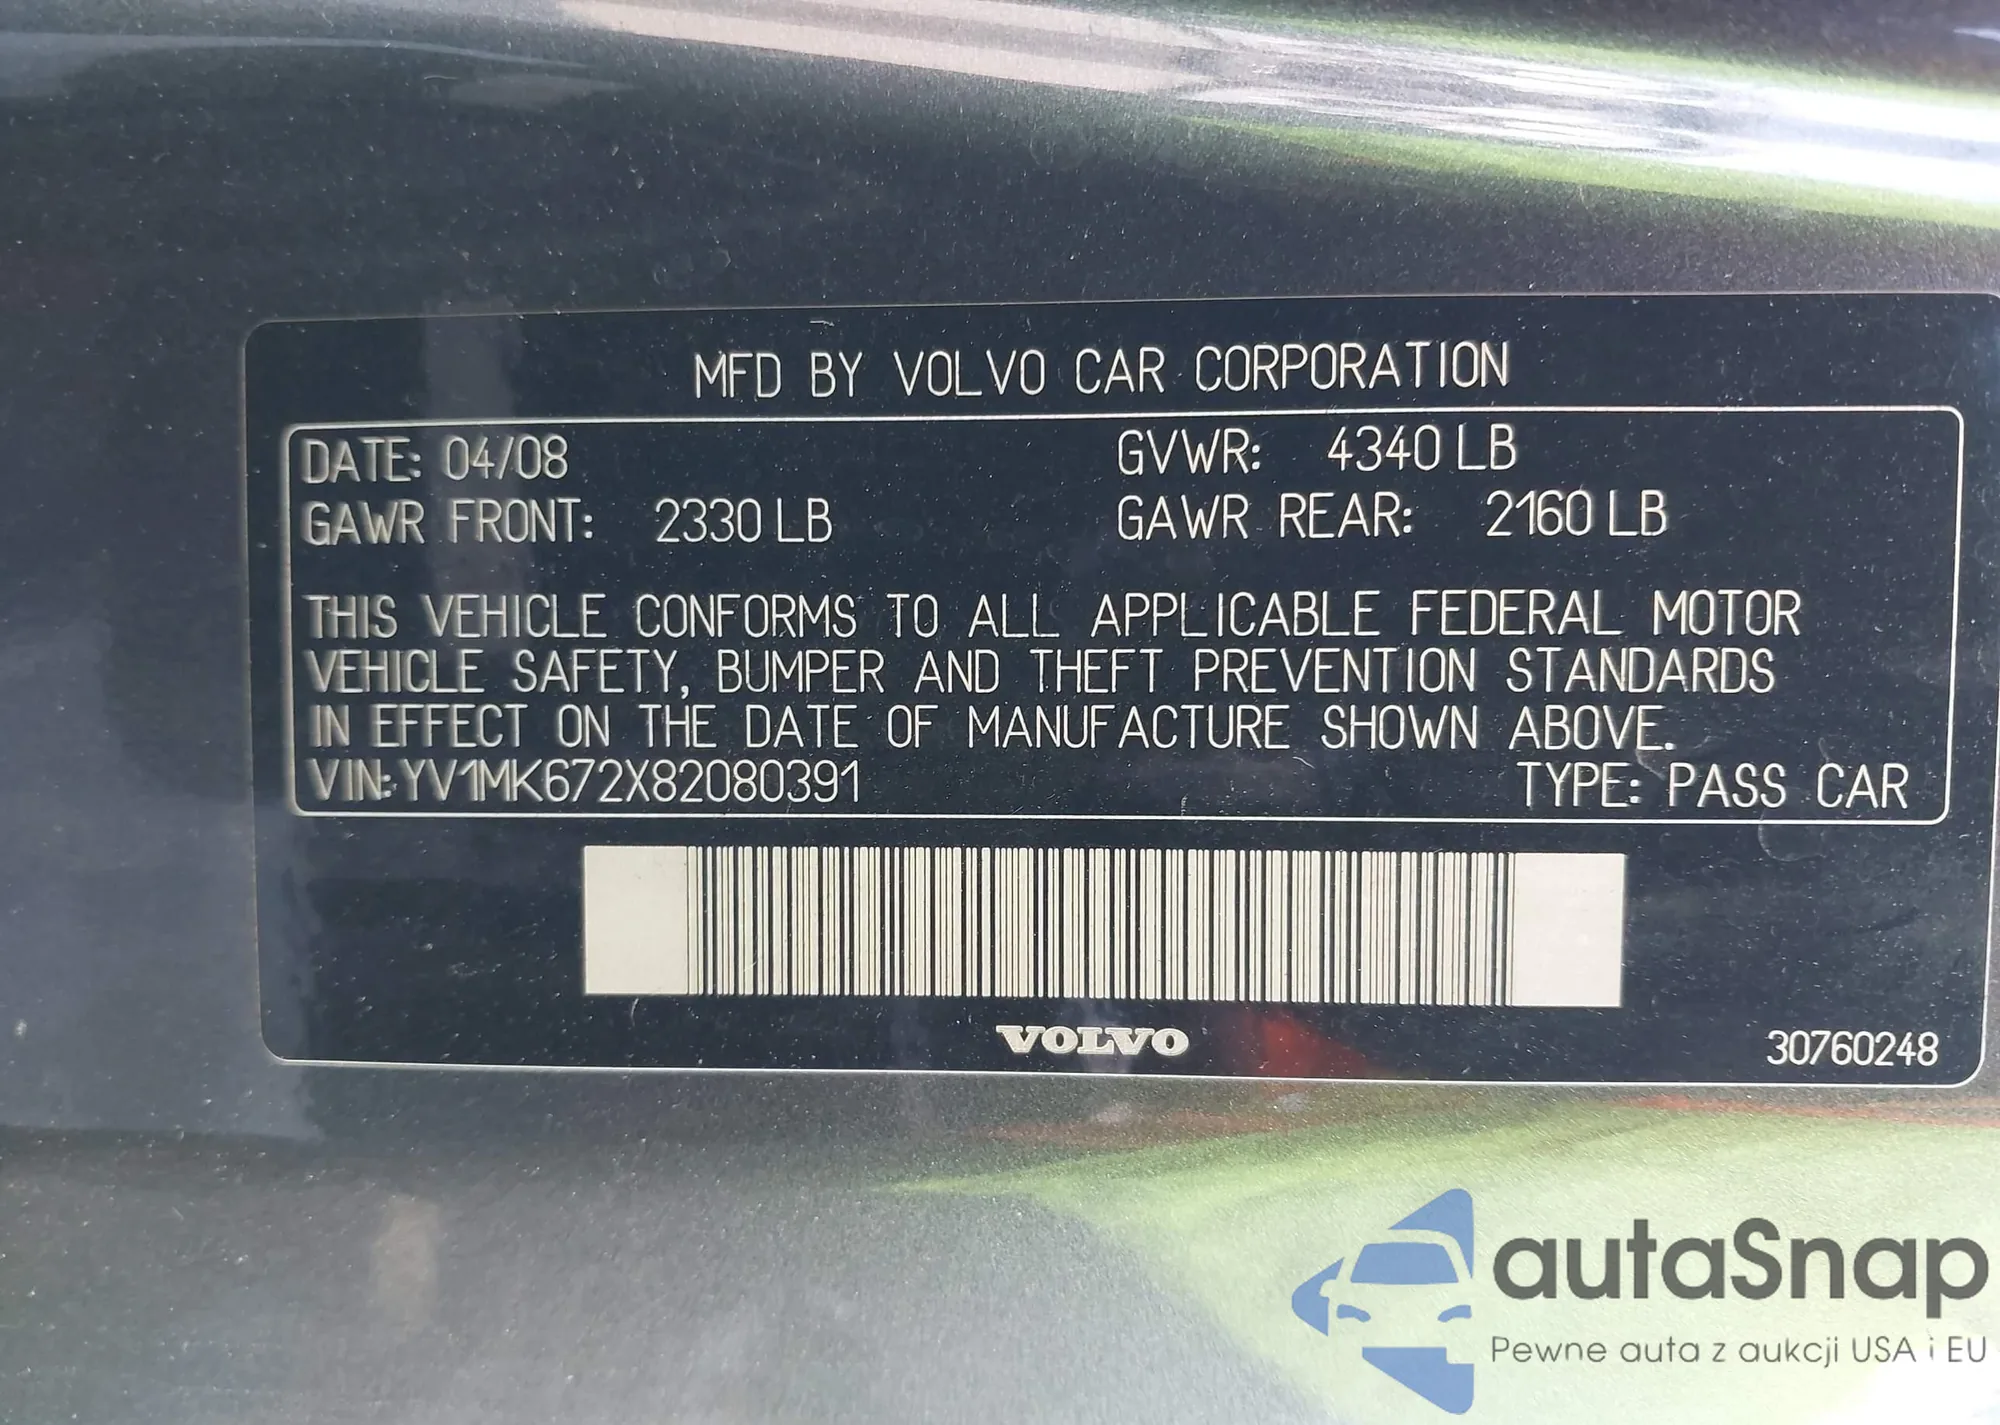 MFD BY VOLVO CAR CORPORATION
DATE: 04/08 GVWR: 4340 LB
GAWR FRONT: 2330 LB GAWR REAR: 2160 LB
THIS VEHICLE CONFORMS TO ALL APPLICABLE FEDERAL MOTOR
VEHICLE SAFETY, BUMPER AND THEFT PREVENTION STANDARDS
IN EFFECT ON THE DATE OF MANUFACTURE SHOWN ABOVE.
VIN: YV1MK672X82080391 TYPE: PASS CAR
VOLVO
30760248
autaSnap
Pewne auta z aukcji USA i EU